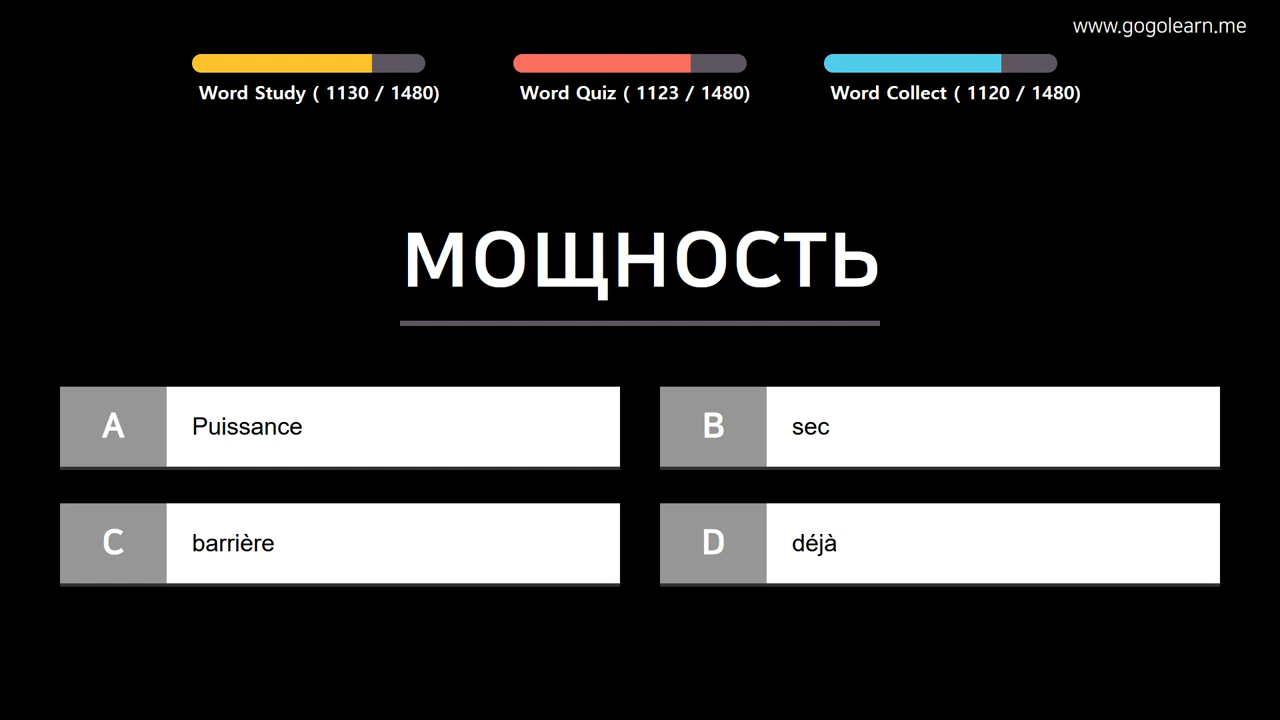 www.gogolearn.me
Word Study ( 1130 / 1480)
Word Quiz ( 1123 / 1480)
Word Collect ( 1120 / 1480)
мощность
A Puissance
B sec
C barrière
D déjà